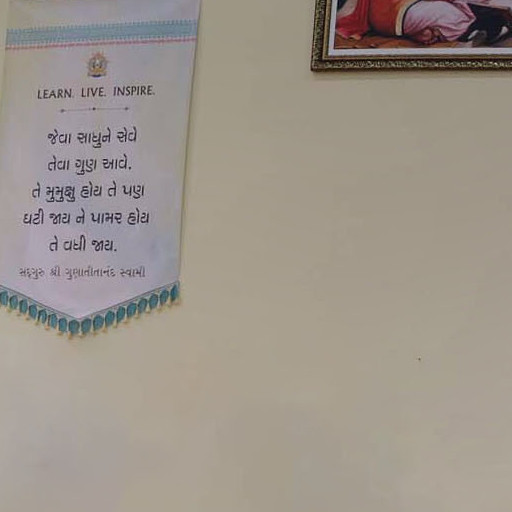 LEARN. LIVE. INSPIRE.
જેવા સાધુને સેવે
તેવા ગુણ આવે.
તે મુમુક્ષુ હોય તે પણ
ઘટી જાય ને પામર હોય
તે વધી જાય.
સદ્ગુરુ શ્રી ગુણાતીતાનંદ સ્વામી